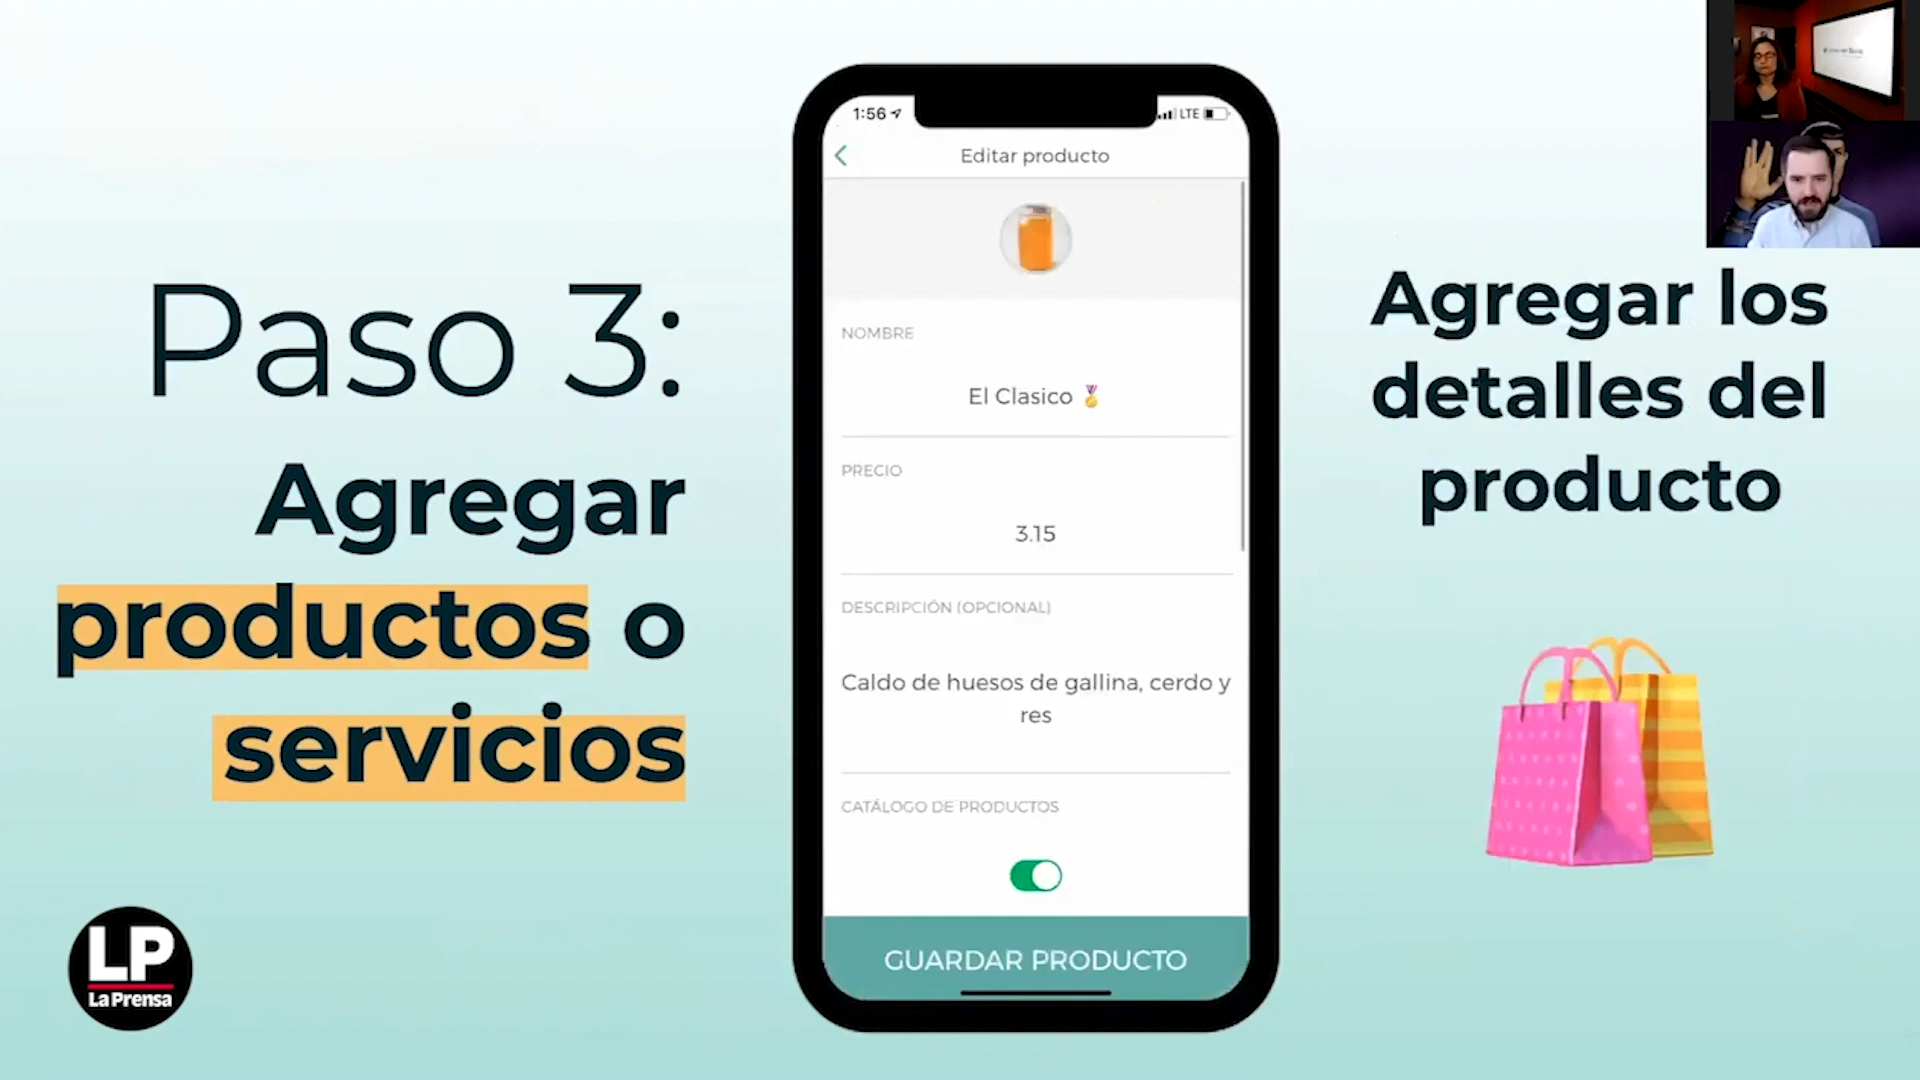 Paso 3:
Agregar
productos o
servicios
1:56
LTE
Editar producto
NOMBRE
El Clasico
PRECIO
3.15
DESCRIPCIÓN (OPCIONAL)
Caldo de huesos de gallina, cerdo y
res
CATÁLOGO DE PRODUCTOS
GUARDAR PRODUCTO
Agregar los
detalles del
producto
LP
La Prensa